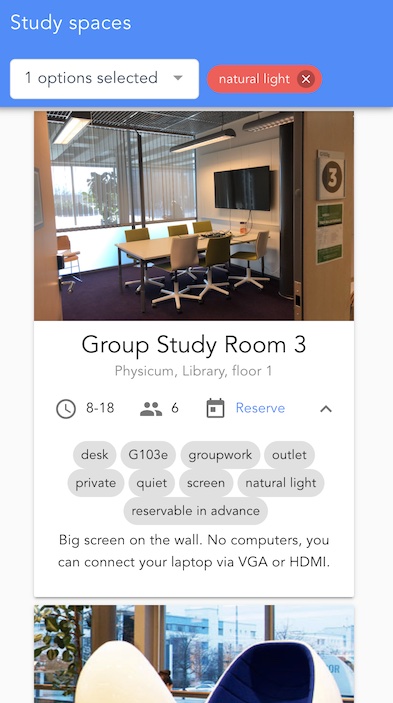 Study spaces
1 options selected
natural light
3
Group Study Room 3
Physicum, Library, floor 1
8-18
6
Reserve
desk
G103e
groupwork
outlet
private
quiet
screen
natural light
reservable in advance
Big screen on the wall. No computers, you
can connect your laptop via VGA or HDMI.